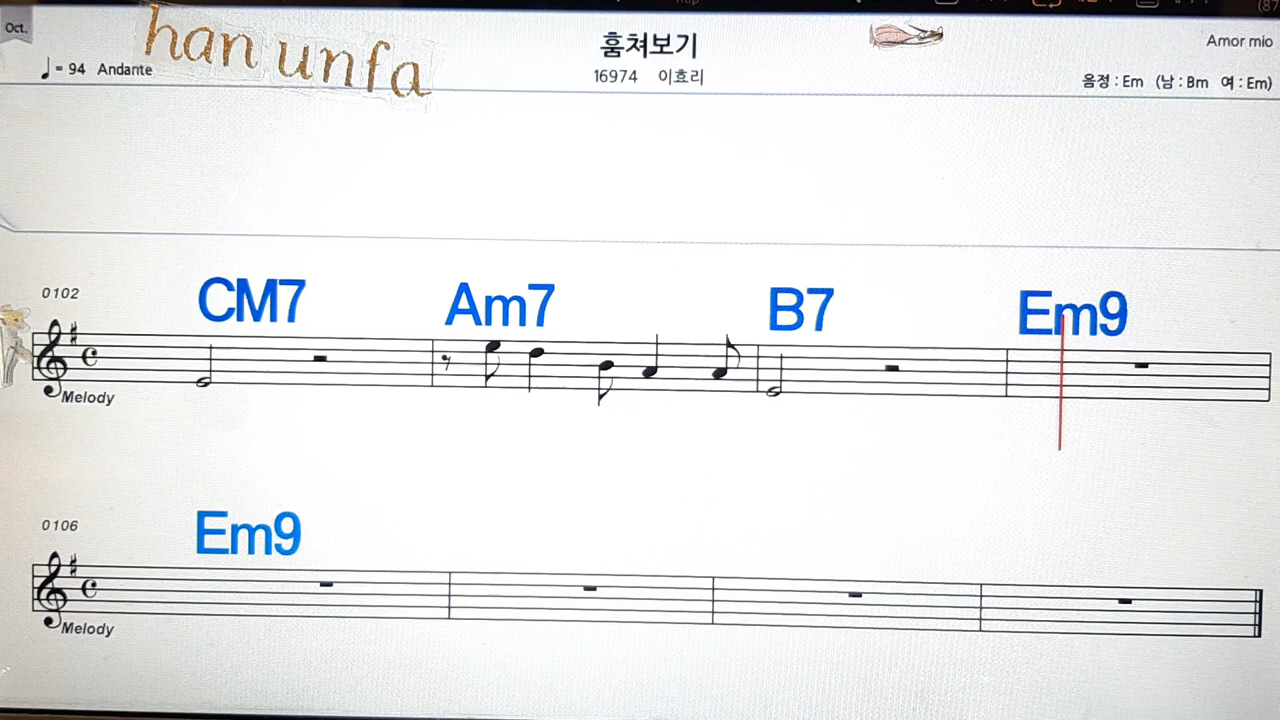 Oct.
han unfa
훔쳐보기
Amor mio
♩= 94 Andante
16974 이효리
음정 : Em (남 : Bm 여 : Em)
0102
CM7 Am7 B7 Em9
Melody
0106
Em9
Melody